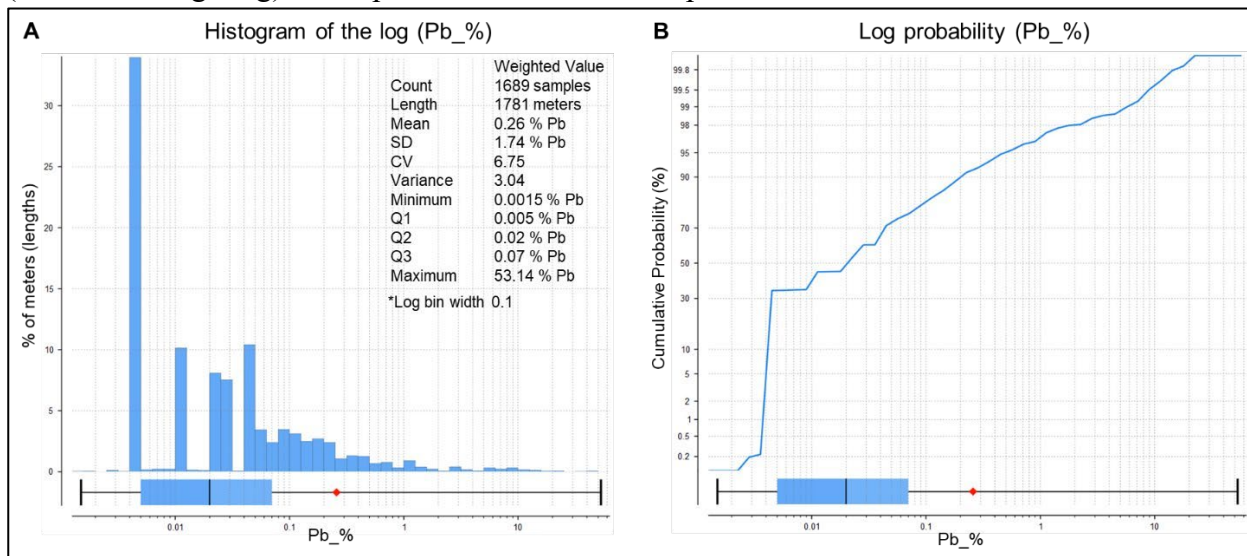 (                                                                              
A
Histogram of the log (Pb_%)
Weighted Value
Count 1689 samples
Length 1781 meters
Mean 0.26 % Pb
SD 1.74 % Pb
CV 6.75
Variance 3.04
Minimum 0.0015 % Pb
Q1 0.005 % Pb
Q2 0.02 % Pb
Q3 0.07 % Pb
Maximum 53.14 % Pb
*Log bin width 0.1
% of meters (lengths)
30
25
20
15
10
5
0
0.01 0.1 1 10
Pb_%
B
Log probability (Pb_%)
Cumulative Probability (%)
99.8
99.5
99
98
95
90
70
50
30
10
5
2
1
0.5
0.2
0.01 0.1 1 10
Pb_%